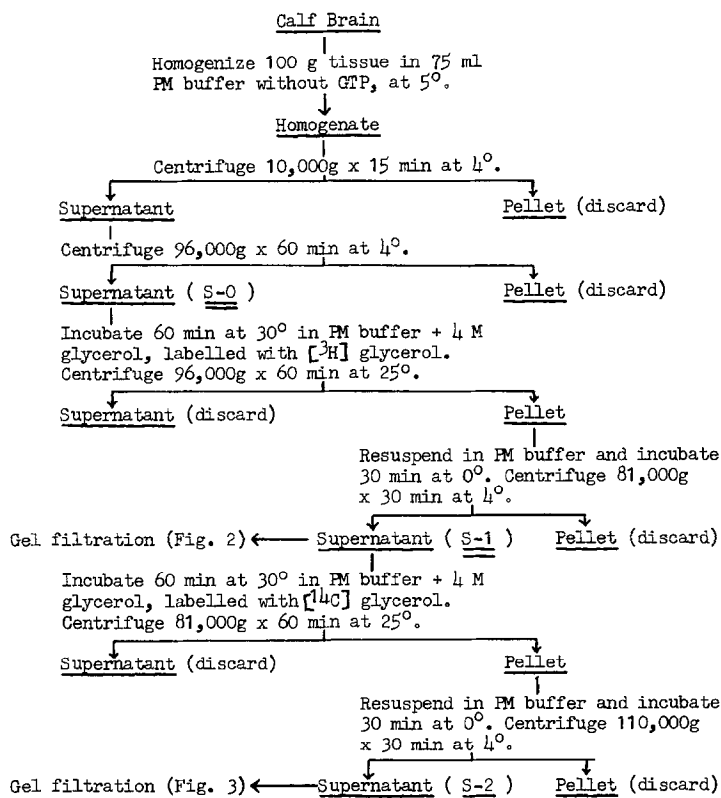 Calf Brain
Homogenize 100 g tissue in 75 ml
PM buffer without GTP, at 5°.
Homogenate
Centrifuge 10,000g x 15 min at 4°.
Supernatant
Pellet (discard)
Centrifuge 96,000g x 60 min at 4°.
Supernatant ( S-0 )
Pellet (discard)
Incubate 60 min at 30° in PM buffer + 4 M
glycerol, labelled with [³H] glycerol.
Centrifuge 96,000g x 60 min at 25°.
Supernatant (discard)
Pellet
Resuspend in PM buffer and incubate
30 min at 0°. Centrifuge 81,000g
x 30 min at 4°.
Gel filtration (Fig. 2)
Supernatant ( S-1 )
Pellet (discard)
Incubate 60 min at 30° in PM buffer + 4 M
glycerol, labelled with [¹⁴C] glycerol.
Centrifuge 81,000g x 60 min at 25°.
Supernatant (discard)
Pellet
Resuspend in PM buffer and incubate
30 min at 0°. Centrifuge 110,000g
x 30 min at 4°.
Gel filtration (Fig. 3)
Supernatant ( S-2 )
Pellet (discard)